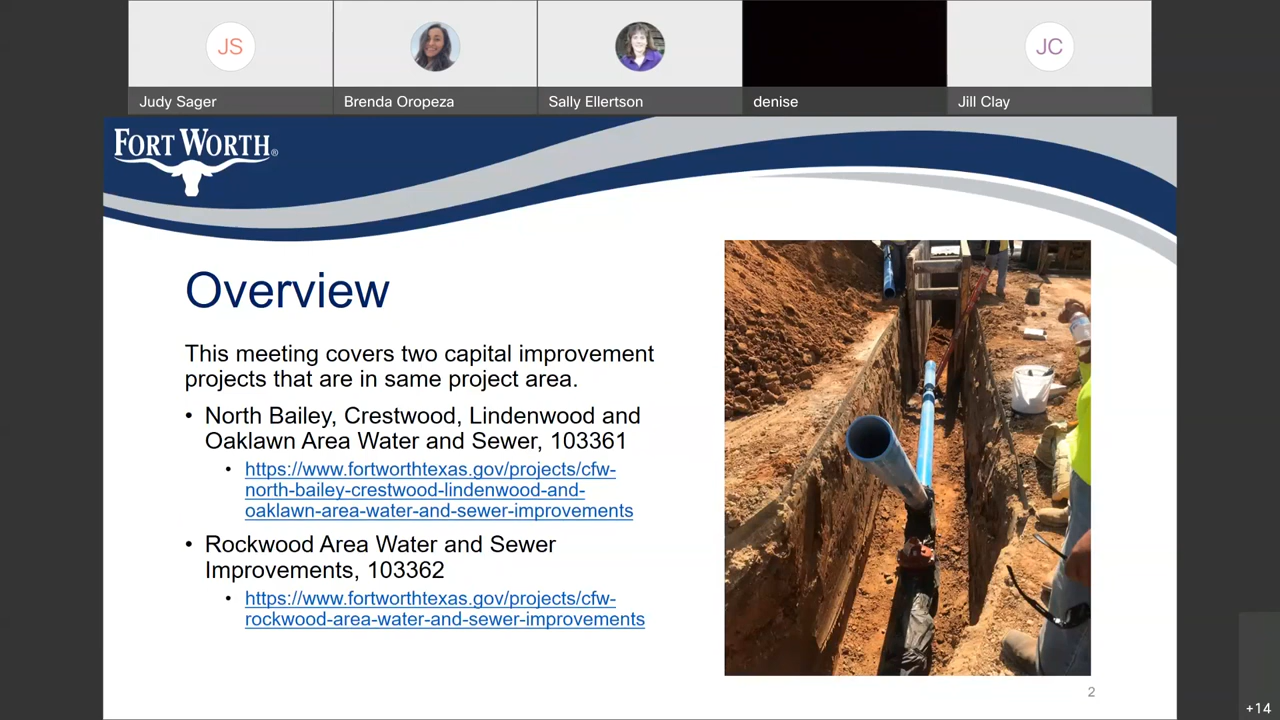 JS
JC
Judy Sager
Brenda Oropeza
Sally Ellertson
denise
Jill Clay
FORT WORTH®
Overview
This meeting covers two capital improvement
projects that are in same project area.
• North Bailey, Crestwood, Lindenwood and
Oaklawn Area Water and Sewer, 103361
• https://www.fortworthtexas.gov/projects/cfw-
north-bailey-crestwood-lindenwood-and-
oaklawn-area-water-and-sewer-improvements
• Rockwood Area Water and Sewer
Improvements, 103362
• https://www.fortworthtexas.gov/projects/cfw-
rockwood-area-water-and-sewer-improvements
2
+14